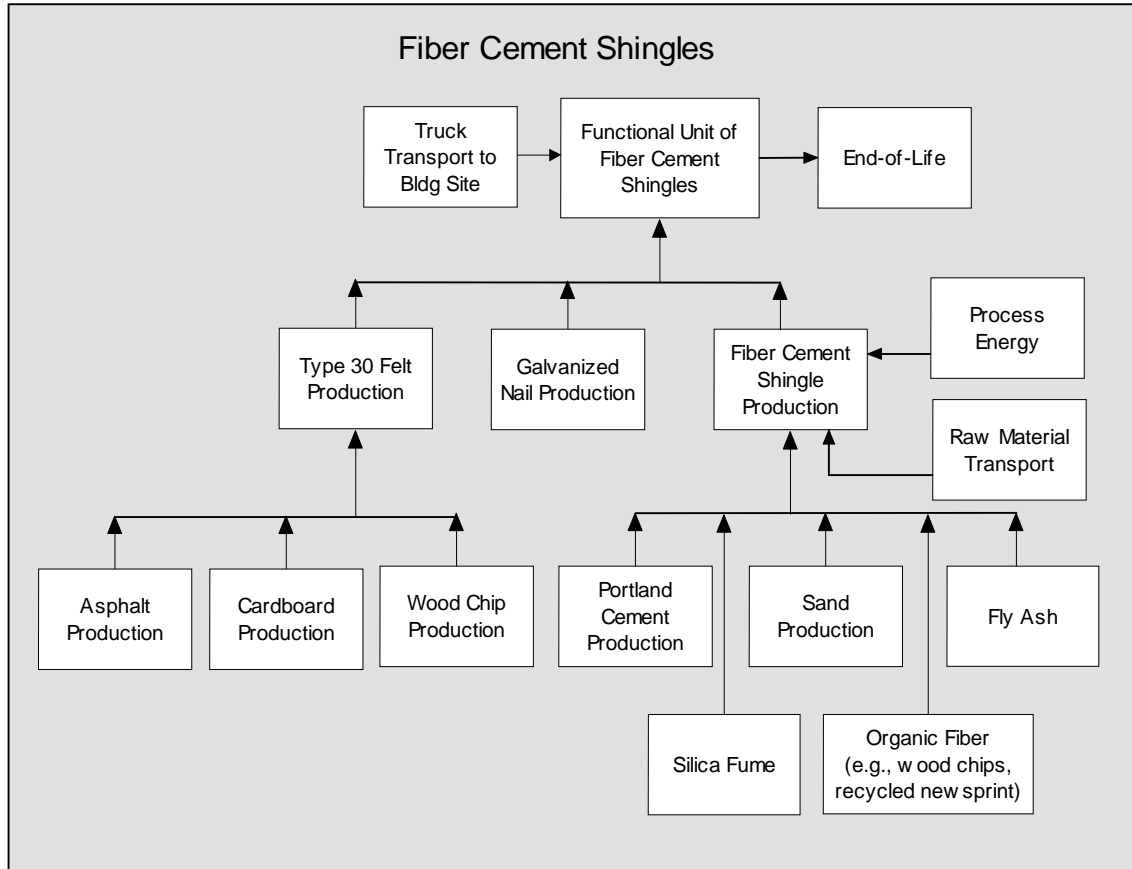 Fiber Cement Shingles
Truck
Transport to
Bldg Site
Functional Unit of
Fiber Cement
Shingles
End-of-Life
Type 30 Felt
Production
Galvanized
Nail Production
Fiber Cement
Shingle
Production
Process
Energy
Raw Material
Transport
Asphalt
Production
Cardboard
Production
Wood Chip
Production
Portland
Cement
Production
Sand
Production
Fly Ash
Silica Fume
Organic Fiber
(e.g., wood chips,
recycled new sprint)